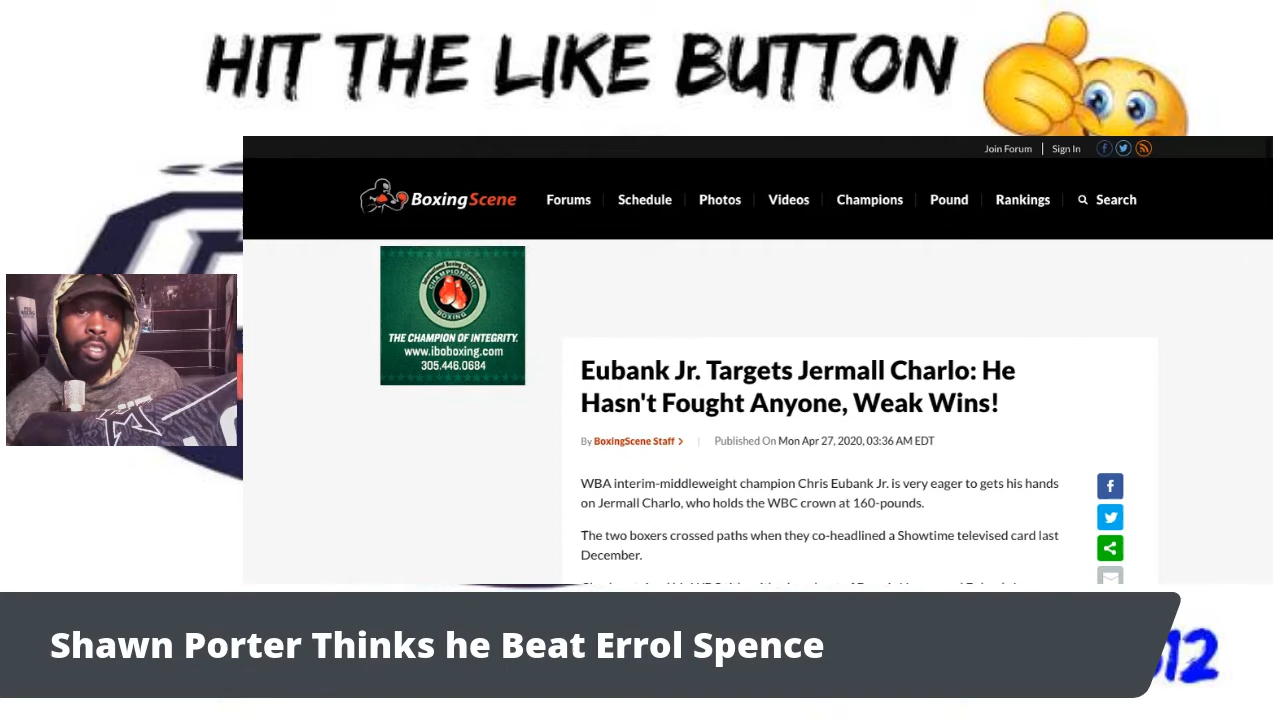 HIT THE LIKE BUTTON
Join Forum | Sign In
BoxingScene Forums Schedule Photos Videos Champions Pound Rankings Search
CHAMPIONSHIP
BOXING
THE CHAMPION OF INTEGRITY.
www.iboboxing.com
305.446.0684
Eubank Jr. Targets Jermall Charlo: He
Hasn't Fought Anyone, Weak Wins!
By BoxingScene Staff > | Published On Mon Apr 27, 2020, 03:36 AM EDT
WBA interim-middleweight champion Chris Eubank Jr. is very eager to gets his hands
on Jermall Charlo, who holds the WBC crown at 160-pounds.
The two boxers crossed paths when they co-headlined a Showtime televised card last
December.
Shawn Porter Thinks he Beat Errol Spence
12